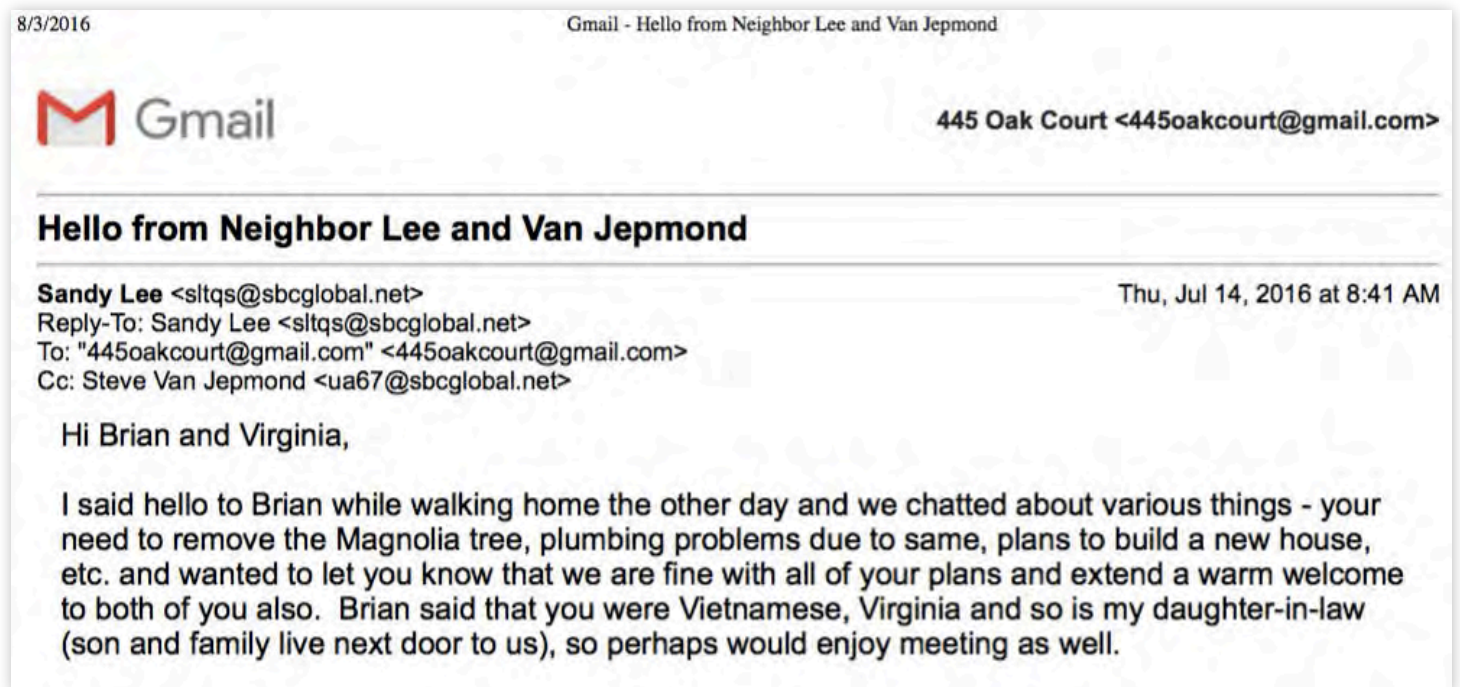 8/3/2016 Gmail - Hello from Neighbor Lee and Van Jepmond
Gmail 445 Oak Court <445oakcourt@gmail.com>
Hello from Neighbor Lee and Van Jepmond
Sandy Lee <sltqs@sbcglobal.net> Thu, Jul 14, 2016 at 8:41 AM
Reply-To: Sandy Lee <sltqs@sbcglobal.net>
To: "445oakcourt@gmail.com" <445oakcourt@gmail.com>
Cc: Steve Van Jepmond <ua67@sbcglobal.net>
Hi Brian and Virginia,
I said hello to Brian while walking home the other day and we chatted about various things - your
need to remove the Magnolia tree, plumbing problems due to same, plans to build a new house,
etc. and wanted to let you know that we are fine with all of your plans and extend a warm welcome
to both of you also.  Brian said that you were Vietnamese, Virginia and so is my daughter-in-law
(son and family live next door to us), so perhaps would enjoy meeting as well.